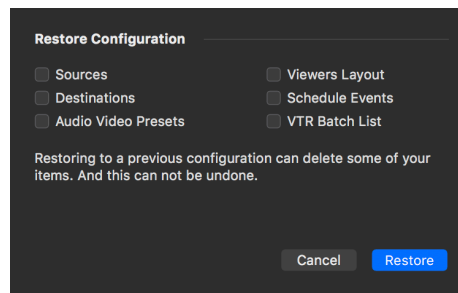 Restore Configuration
Sources
Viewers Layout
Destinations
Schedule Events
Audio Video Presets
VTR Batch List
Restoring to a previous configuration can delete some of your
items. And this can not be undone.
Cancel
Restore